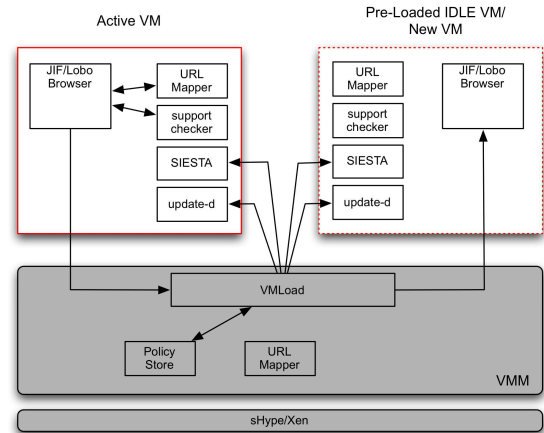 Active VM
Pre-Loaded IDLE VM/
New VM
JIF/Lobo
Browser
URL
Mapper
support
checker
SIESTA
update-d
URL
Mapper
support
checker
SIESTA
update-d
JIF/Lobo
Browser
VMLoad
Policy
Store
URL
Mapper
VMM
sHype/Xen